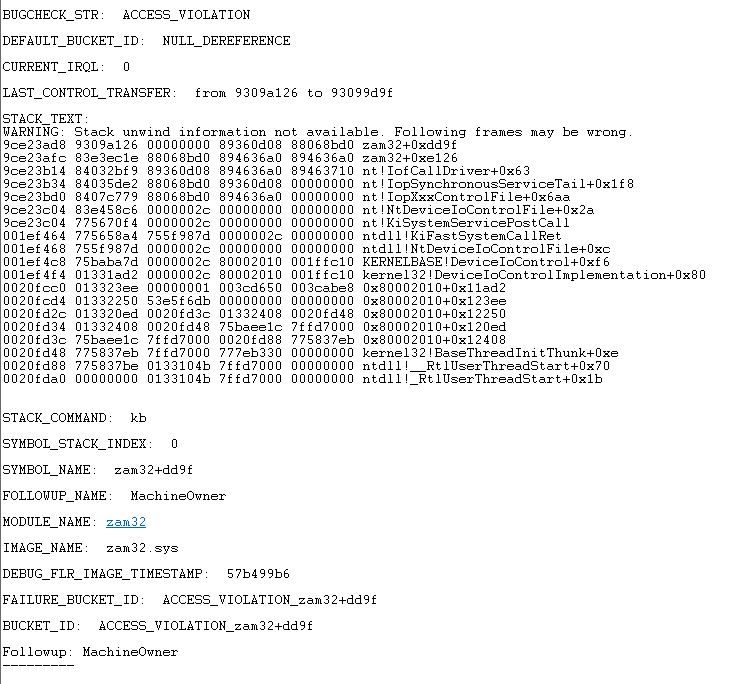 BUGCHECK_STR:  ACCESS_VIOLATION
DEFAULT_BUCKET_ID:  NULL_DEREFERENCE
CURRENT_IRQL:  0
LAST_CONTROL_TRANSFER:  from 9309a126 to 93099d9f
STACK_TEXT:
WARNING: Stack unwind information not available. Following frames may be wrong.
9ce23ad8 9309a126 00000000 89360d08 88068bd0 zam32+0xdd9f
9ce23afc 83e3ec1e 88068bd0 894636a0 894636a0 zam32+0xe126
9ce23b14 84032bf9 89360d08 894636a0 89463710 nt!IofCallDriver+0x63
9ce23b34 84035de2 88068bd0 89360d08 00000000 nt!IopSynchronousServiceTail+0x1f8
9ce23bd0 8407c779 88068bd0 894636a0 00000000 nt!IopXxxControlFile+0x6aa
9ce23c04 83e458c6 0000002c 00000000 00000000 nt!NtDeviceIoControlFile+0x2a
9ce23c04 775670f4 0000002c 00000000 00000000 nt!KiSystemServicePostCall
001ef464 775658a4 755f987d 0000002c 00000000 ntdll!KiFastSystemCallRet
001ef468 755f987d 0000002c 00000000 00000000 ntdll!NtDeviceIoControlFile+0xc
001ef4c8 75baba7d 0000002c 80002010 001ffc10 KERNELBASE!DeviceIoControl+0xf6
001ef4f4 01331ad2 0000002c 80002010 001ffc10 kernel32!DeviceIoControlImplementation+0x80
0020fcc0 013323ee 00000001 003cd650 003cabe8 0x80002010+0x11ad2
0020fcd4 01332250 53e5f6db 00000000 00000000 0x80002010+0x123ee
0020fd2c 013320ed 0020fd3c 01332408 0020fd48 0x80002010+0x12250
0020fd34 01332408 0020fd48 75baee1c 7ffd7000 0x80002010+0x120ed
0020fd3c 75baee1c 7ffd7000 0020fd88 775837eb 0x80002010+0x12408
0020fd48 775837eb 7ffd7000 777eb330 00000000 kernel32!BaseThreadInitThunk+0xe
0020fd88 775837be 0133104b 7ffd7000 00000000 ntdll!__RtlUserThreadStart+0x70
0020fda0 00000000 0133104b 7ffd7000 00000000 ntdll!_RtlUserThreadStart+0x1b
STACK_COMMAND:  kb
SYMBOL_STACK_INDEX:  0
SYMBOL_NAME:  zam32+dd9f
FOLLOWUP_NAME:  MachineOwner
MODULE_NAME: zam32
IMAGE_NAME:  zam32.sys
DEBUG_FLR_IMAGE_TIMESTAMP:  57b499b6
FAILURE_BUCKET_ID:  ACCESS_VIOLATION_zam32+dd9f
BUCKET_ID:  ACCESS_VIOLATION_zam32+dd9f
Followup: MachineOwner
---------